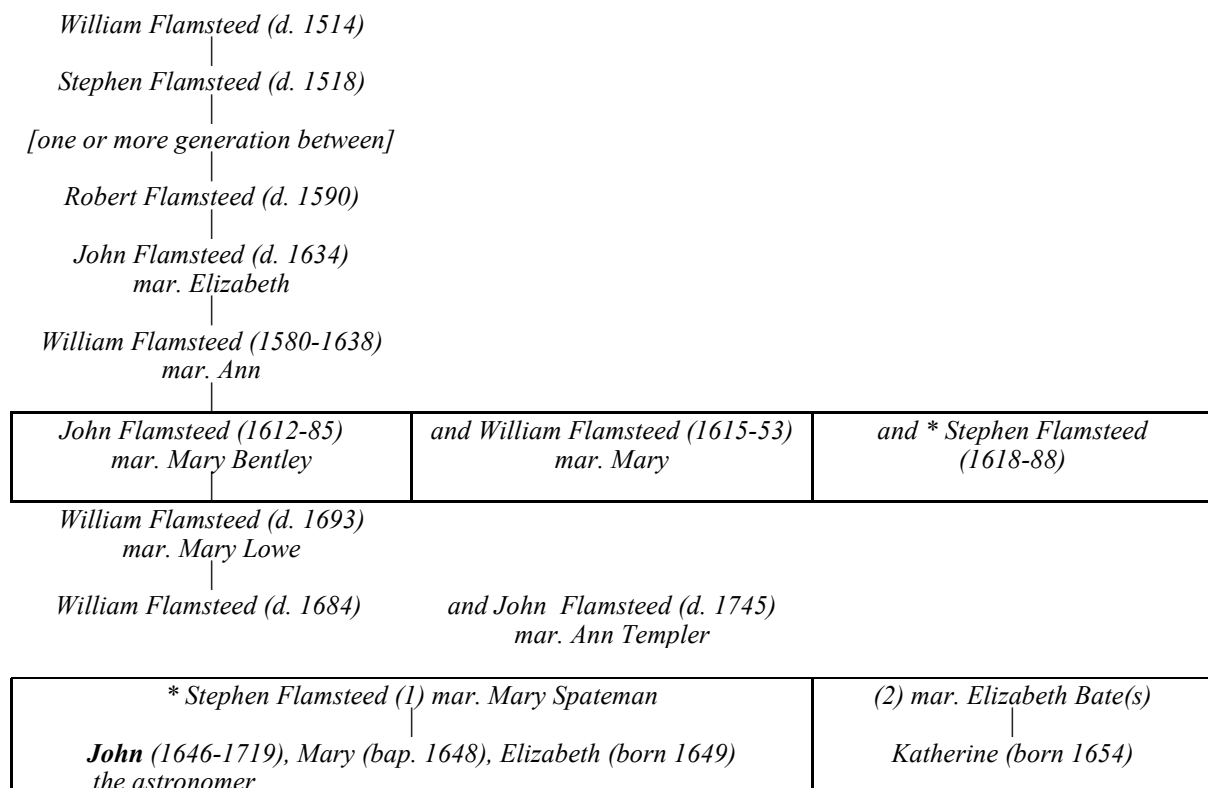 William Flamsteed (d. 1514)
Stephen Flamsteed (d. 1518)
[one or more generation between]
Robert Flamsteed (d. 1590)
John Flamsteed (d. 1634)
mar. Elizabeth
William Flamsteed (1580-1638)
mar. Ann
John Flamsteed (1612-85)
mar. Mary Bentley
and William Flamsteed (1615-53)
mar. Mary
and * Stephen Flamsteed
(1618-88)
William Flamsteed (d. 1693)
mar. Mary Lowe
William Flamsteed (d. 1684)
and John Flamsteed (d. 1745)
mar. Ann Templer
* Stephen Flamsteed (1) mar. Mary Spateman
John (1646-1719), Mary (bap. 1648), Elizabeth (born 1649)
the astronomer
(2) mar. Elizabeth Bate(s)
Katherine (born 1654)